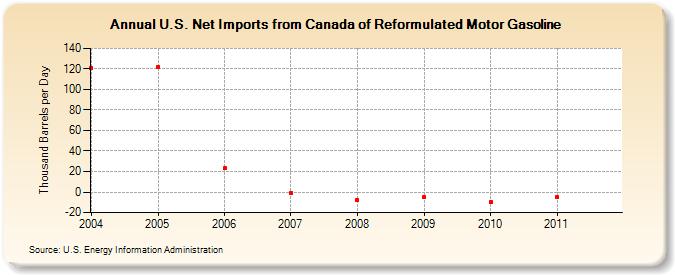 Annual U.S. Net Imports from Canada of Reformulated Motor Gasoline
Thousand Barrels per Day
140
120
100
80
60
40
20
0
-20
2004 2005 2006 2007 2008 2009 2010 2011
Source: U.S. Energy Information Administration